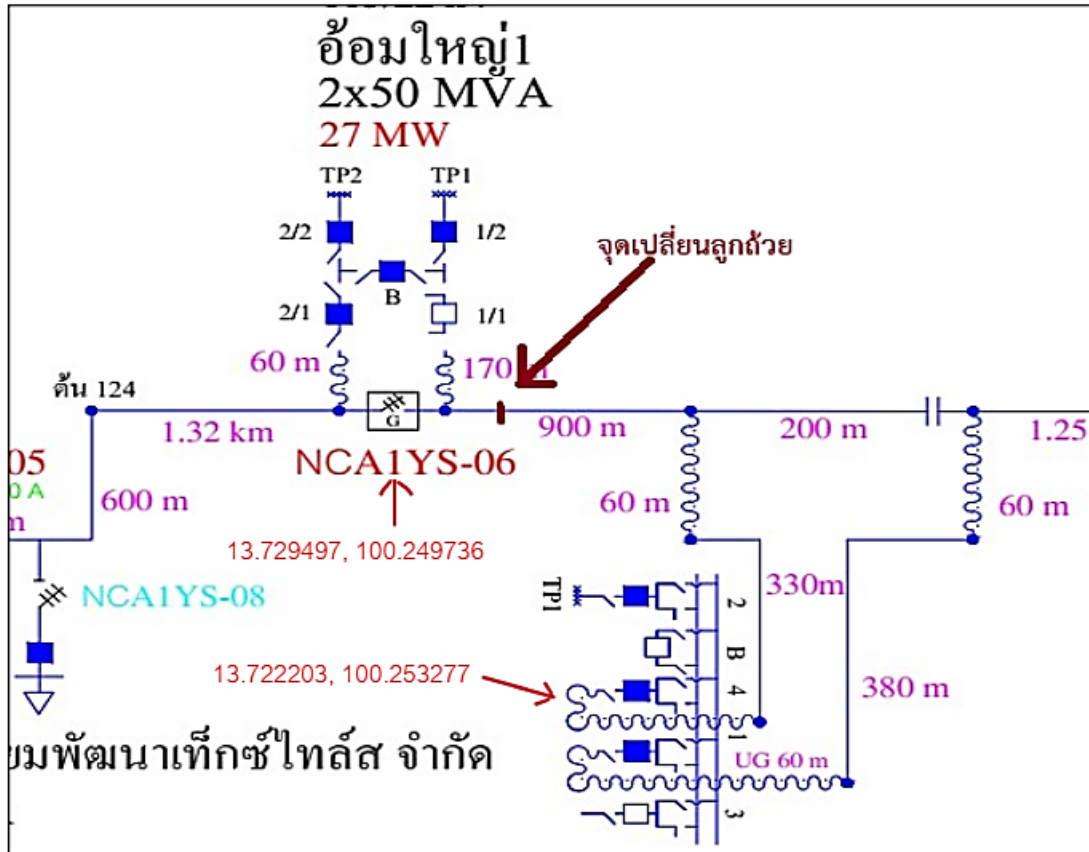 อ้อมใหญ่1
2x50 MVA
27 MW
TP2
TP1
2/2
1/2
จุดเปลี่ยนลูกถ้วย
B
2/1
1/1
60 m
170
ต้น 124
G
1.32 km
900 m
200 m
1.25
05
NCA1YS-06
0 A
m
600 m
60 m
60 m
13.729497, 100.249736
NCA1YS-08
TP1
2
330m
B
13.722203, 100.253277
4
380 m
1
ยมพัฒนาเท็กซ์ไทล์ส จำกัด
UG 60 m
3